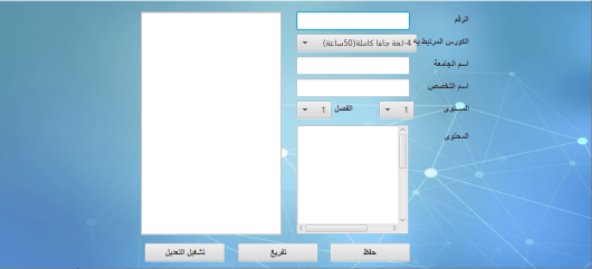 الرقم
الكورس المرتبط به 4-لغة جافا كاملة(50ساعة)
اسم الجامعة
اسم التخصص
المستوى 1 الفصل 1
المحتوى
حفظ تفريغ تشغيل التعديل